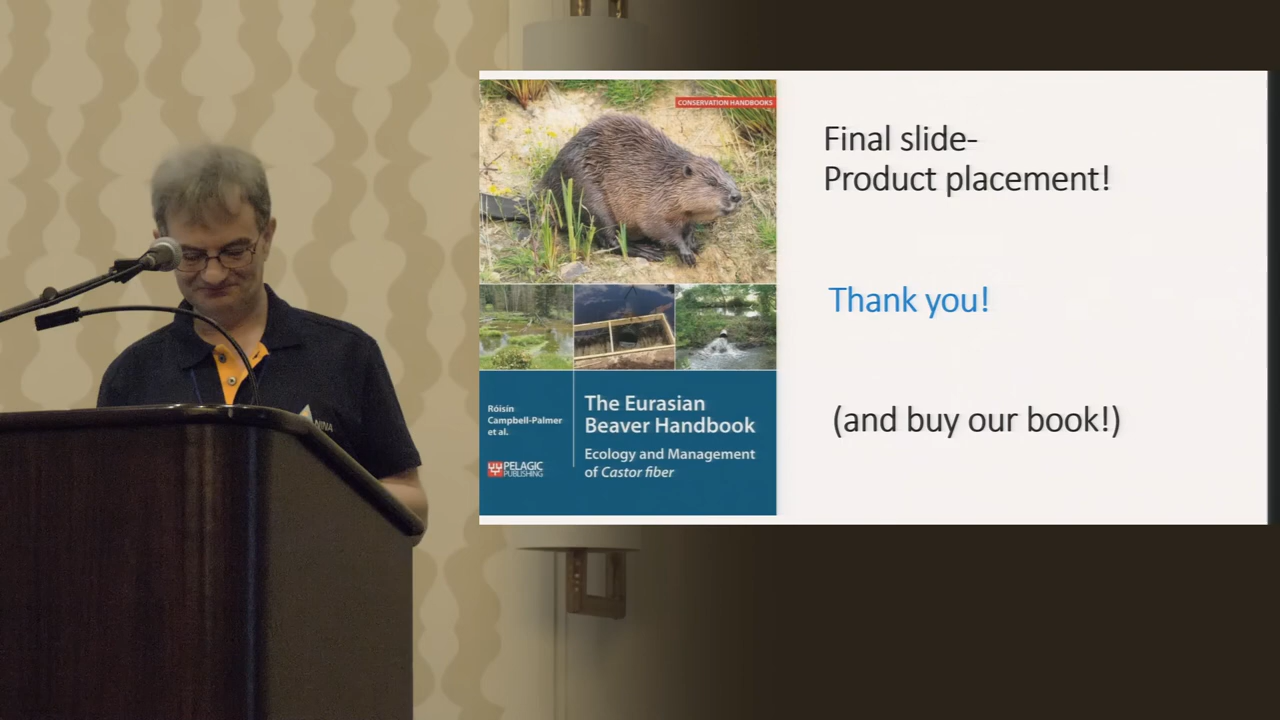 CONSERVATION HANDBOOKS
Final slide-
Product placement!
Thank you!
(and buy our book!)
Róisín
Campbell-Palmer
et al.
PELAGIC
PUBLISHING
The Eurasian
Beaver Handbook
Ecology and Management
of Castor fiber
NINA